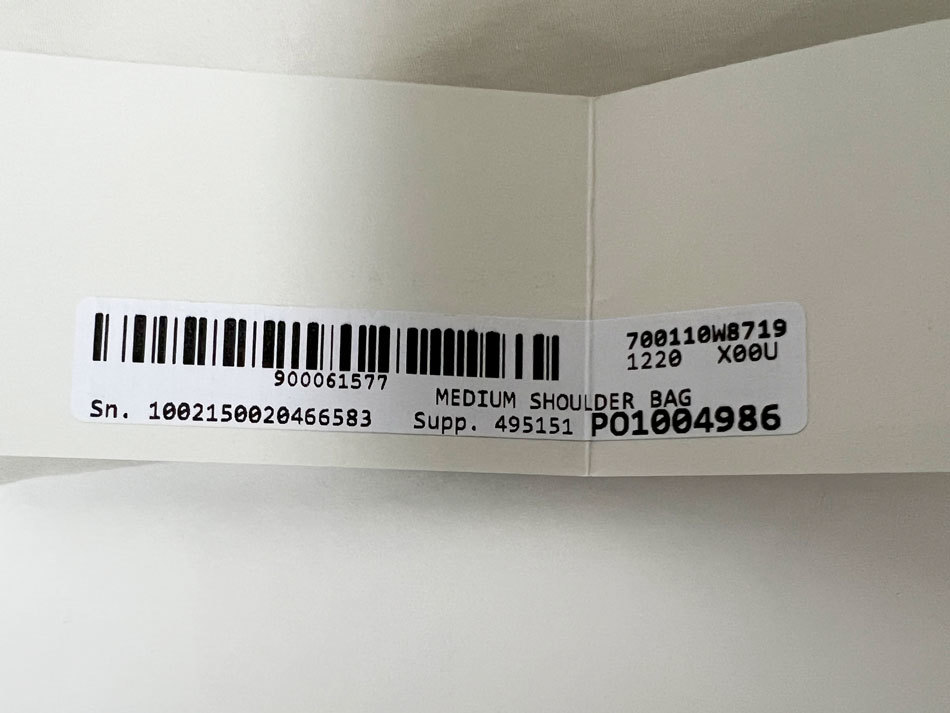 700110W8719
1220 X00U
900061577
MEDIUM SHOULDER BAG
Sn. 1002150020466583 Supp. 495151 PO1004986